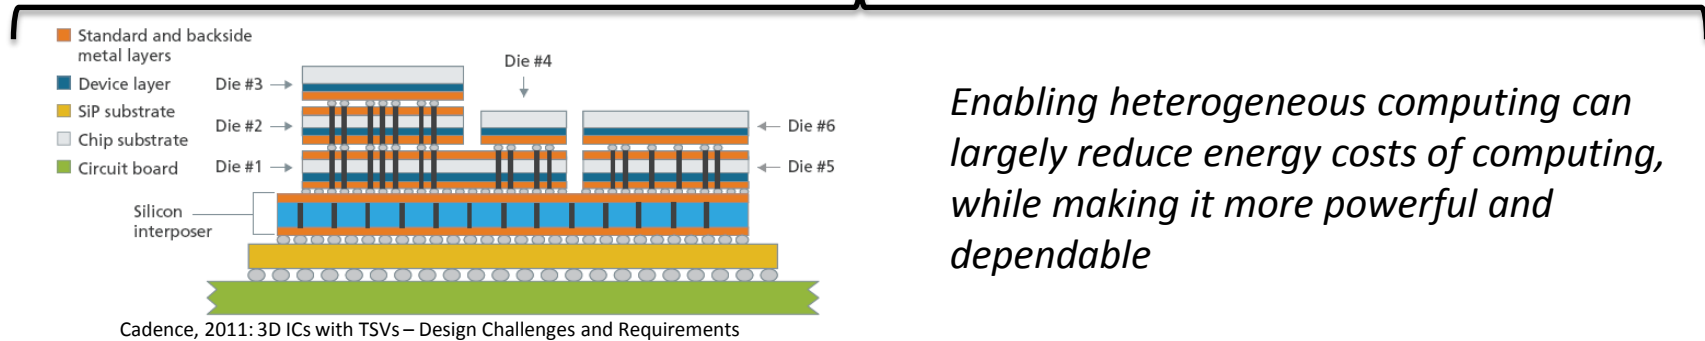 Standard and backside
metal layers
Device layer
SiP substrate
Chip substrate
Circuit board
Die #3
Die #2
Die #1
Die #4
Die #6
Die #5
Silicon
interposer
Cadence, 2011: 3D ICs with TSVs – Design Challenges and Requirements
Enabling heterogeneous computing can
largely reduce energy costs of computing,
while making it more powerful and
dependable